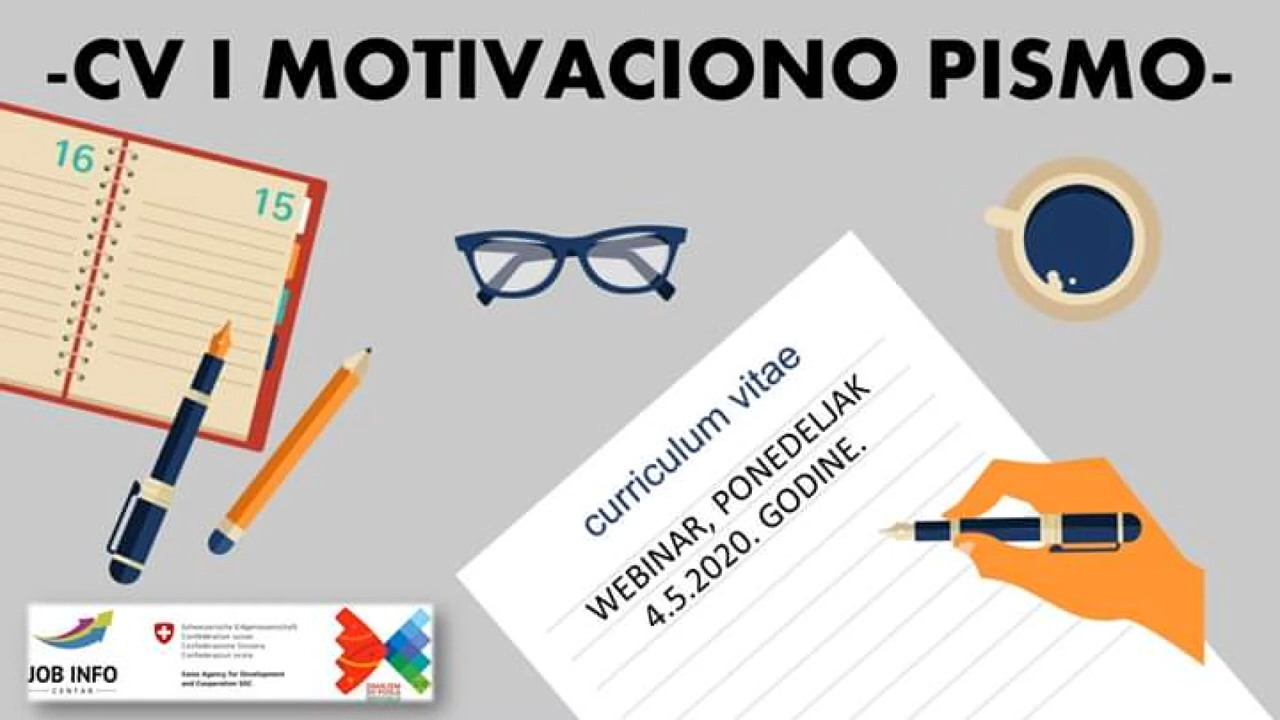 -CV I MOTIVACIONO PISMO-
16
15
curriculum vitae
WEBINAR, PONEDELJAK
4.5.2020. GODINE.
JOB INFO
CENTAR
Schweizerische Eidgenossenschaft
Confédération suisse
Confederazione Svizzera
Confederaziun svizra
Swiss Agency for Development
and Cooperation SDC